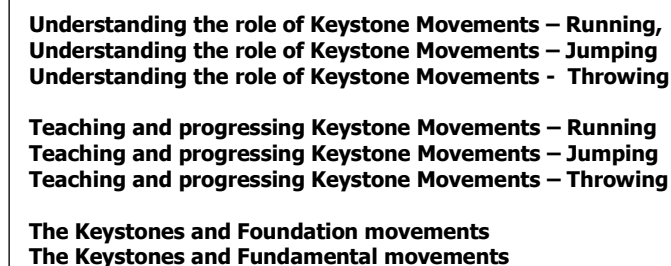 Understanding the role of Keystone Movements – Running,
Understanding the role of Keystone Movements – Jumping
Understanding the role of Keystone Movements - Throwing
Teaching and progressing Keystone Movements – Running
Teaching and progressing Keystone Movements – Jumping
Teaching and progressing Keystone Movements – Throwing
The Keystones and Foundation movements
The Keystones and Fundamental movements